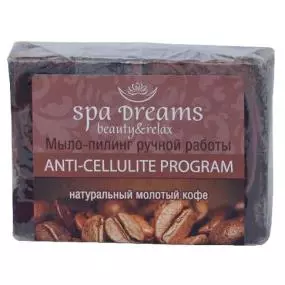 spa Dreams
beauty&relax
Мыло-пилинг ручной работы
ANTI-CELLULITE PROGRAM
натуральный молотый кофе